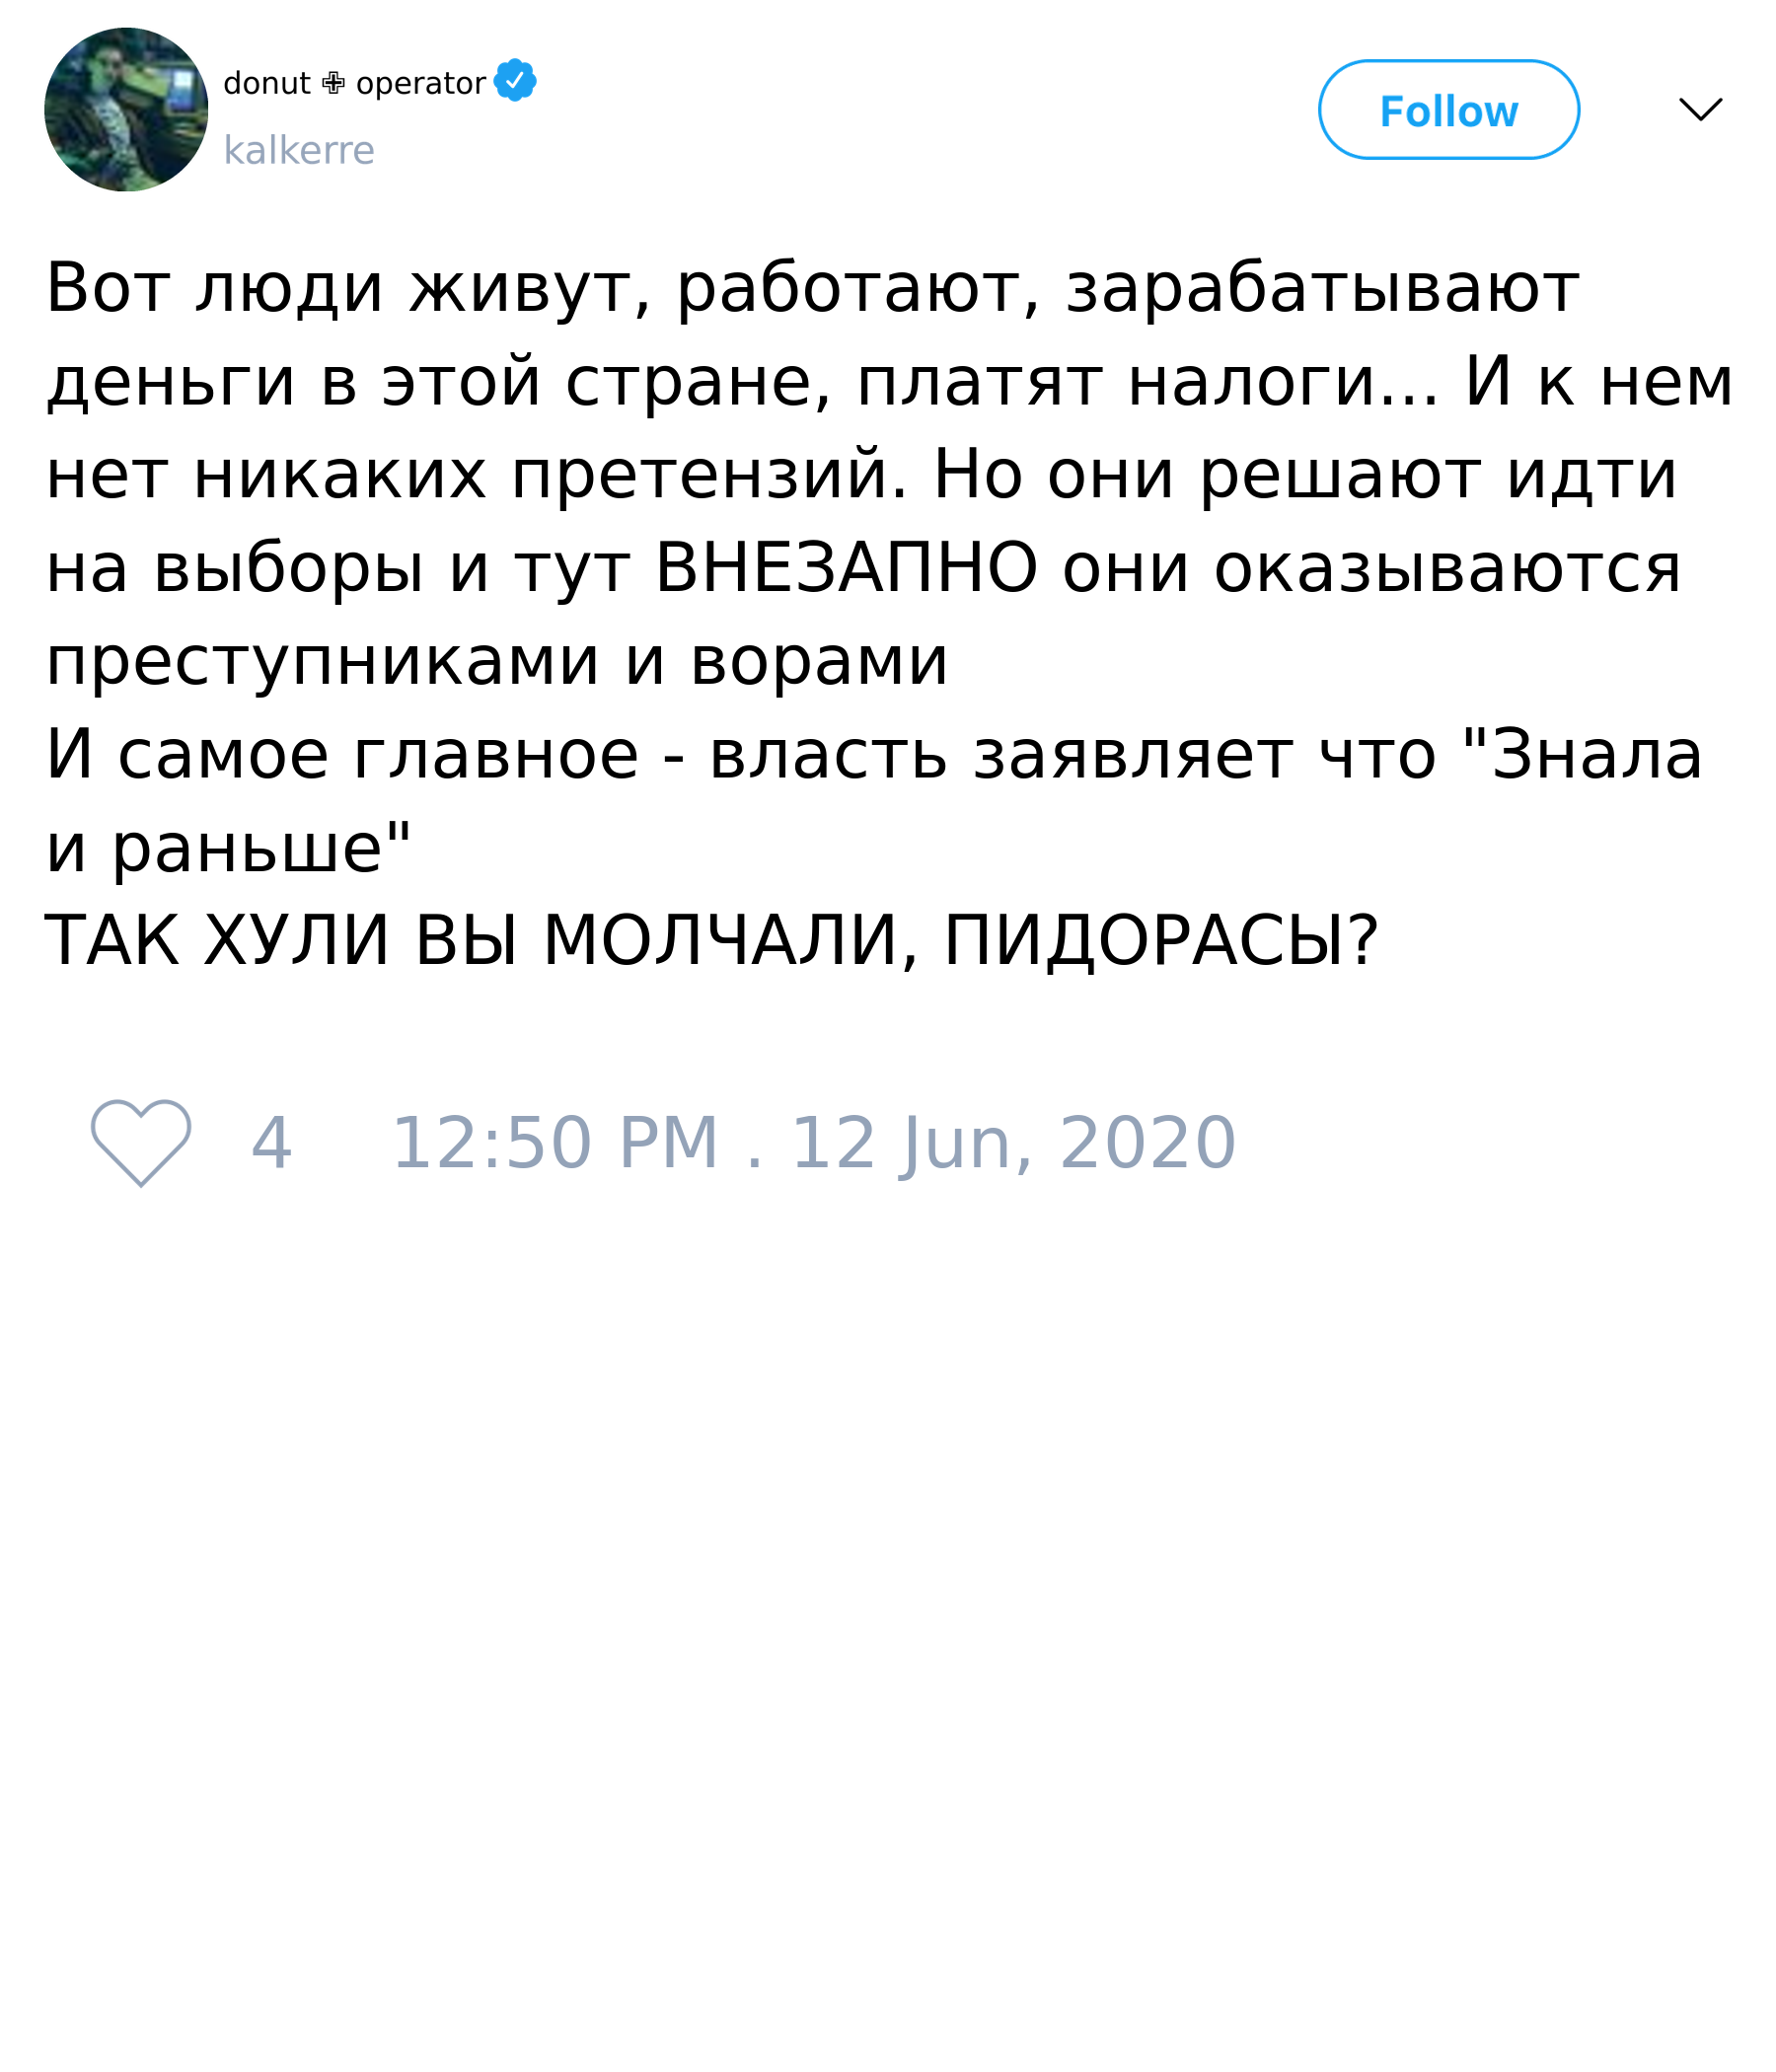 donut ✙ operator
kalkerre
Follow
Вот люди живут, работают, зарабатывают
деньги в этой стране, платят налоги... И к нем
нет никаких претензий. Но они решают идти
на выборы и тут ВНЕЗАПНО они оказываются
преступниками и ворами
И самое главное - власть заявляет что "Знала
и раньше"
ТАК ХУЛИ ВЫ МОЛЧАЛИ, ПИДОРАСЫ?
4 12:50 PM . 12 Jun, 2020